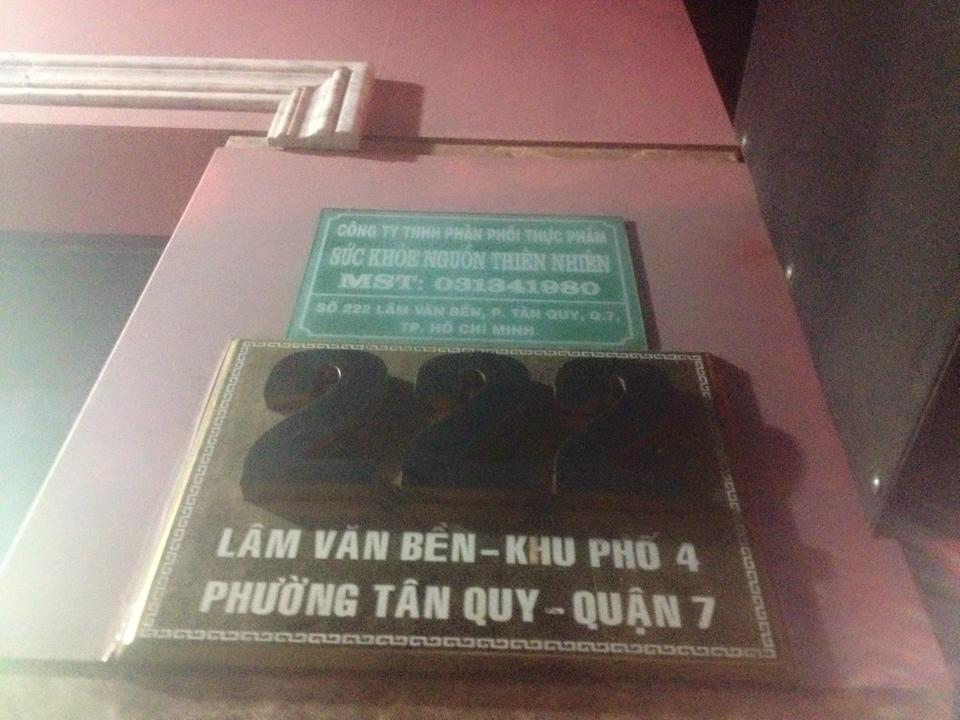 CÔNG TY TNHH PHÂN PHỐI THỰC PHẨM
SỨC KHỎE NGUỒN THIÊN NHIÊN
MST: 031341980
SỐ 222 LÂM VĂN BỀN, P. TÂN QUY, Q.7,
TP. HỒ CHÍ MINH
222
LÂM VĂN BỀN - KHU PHỐ 4
PHƯỜNG TÂN QUY - QUẬN 7